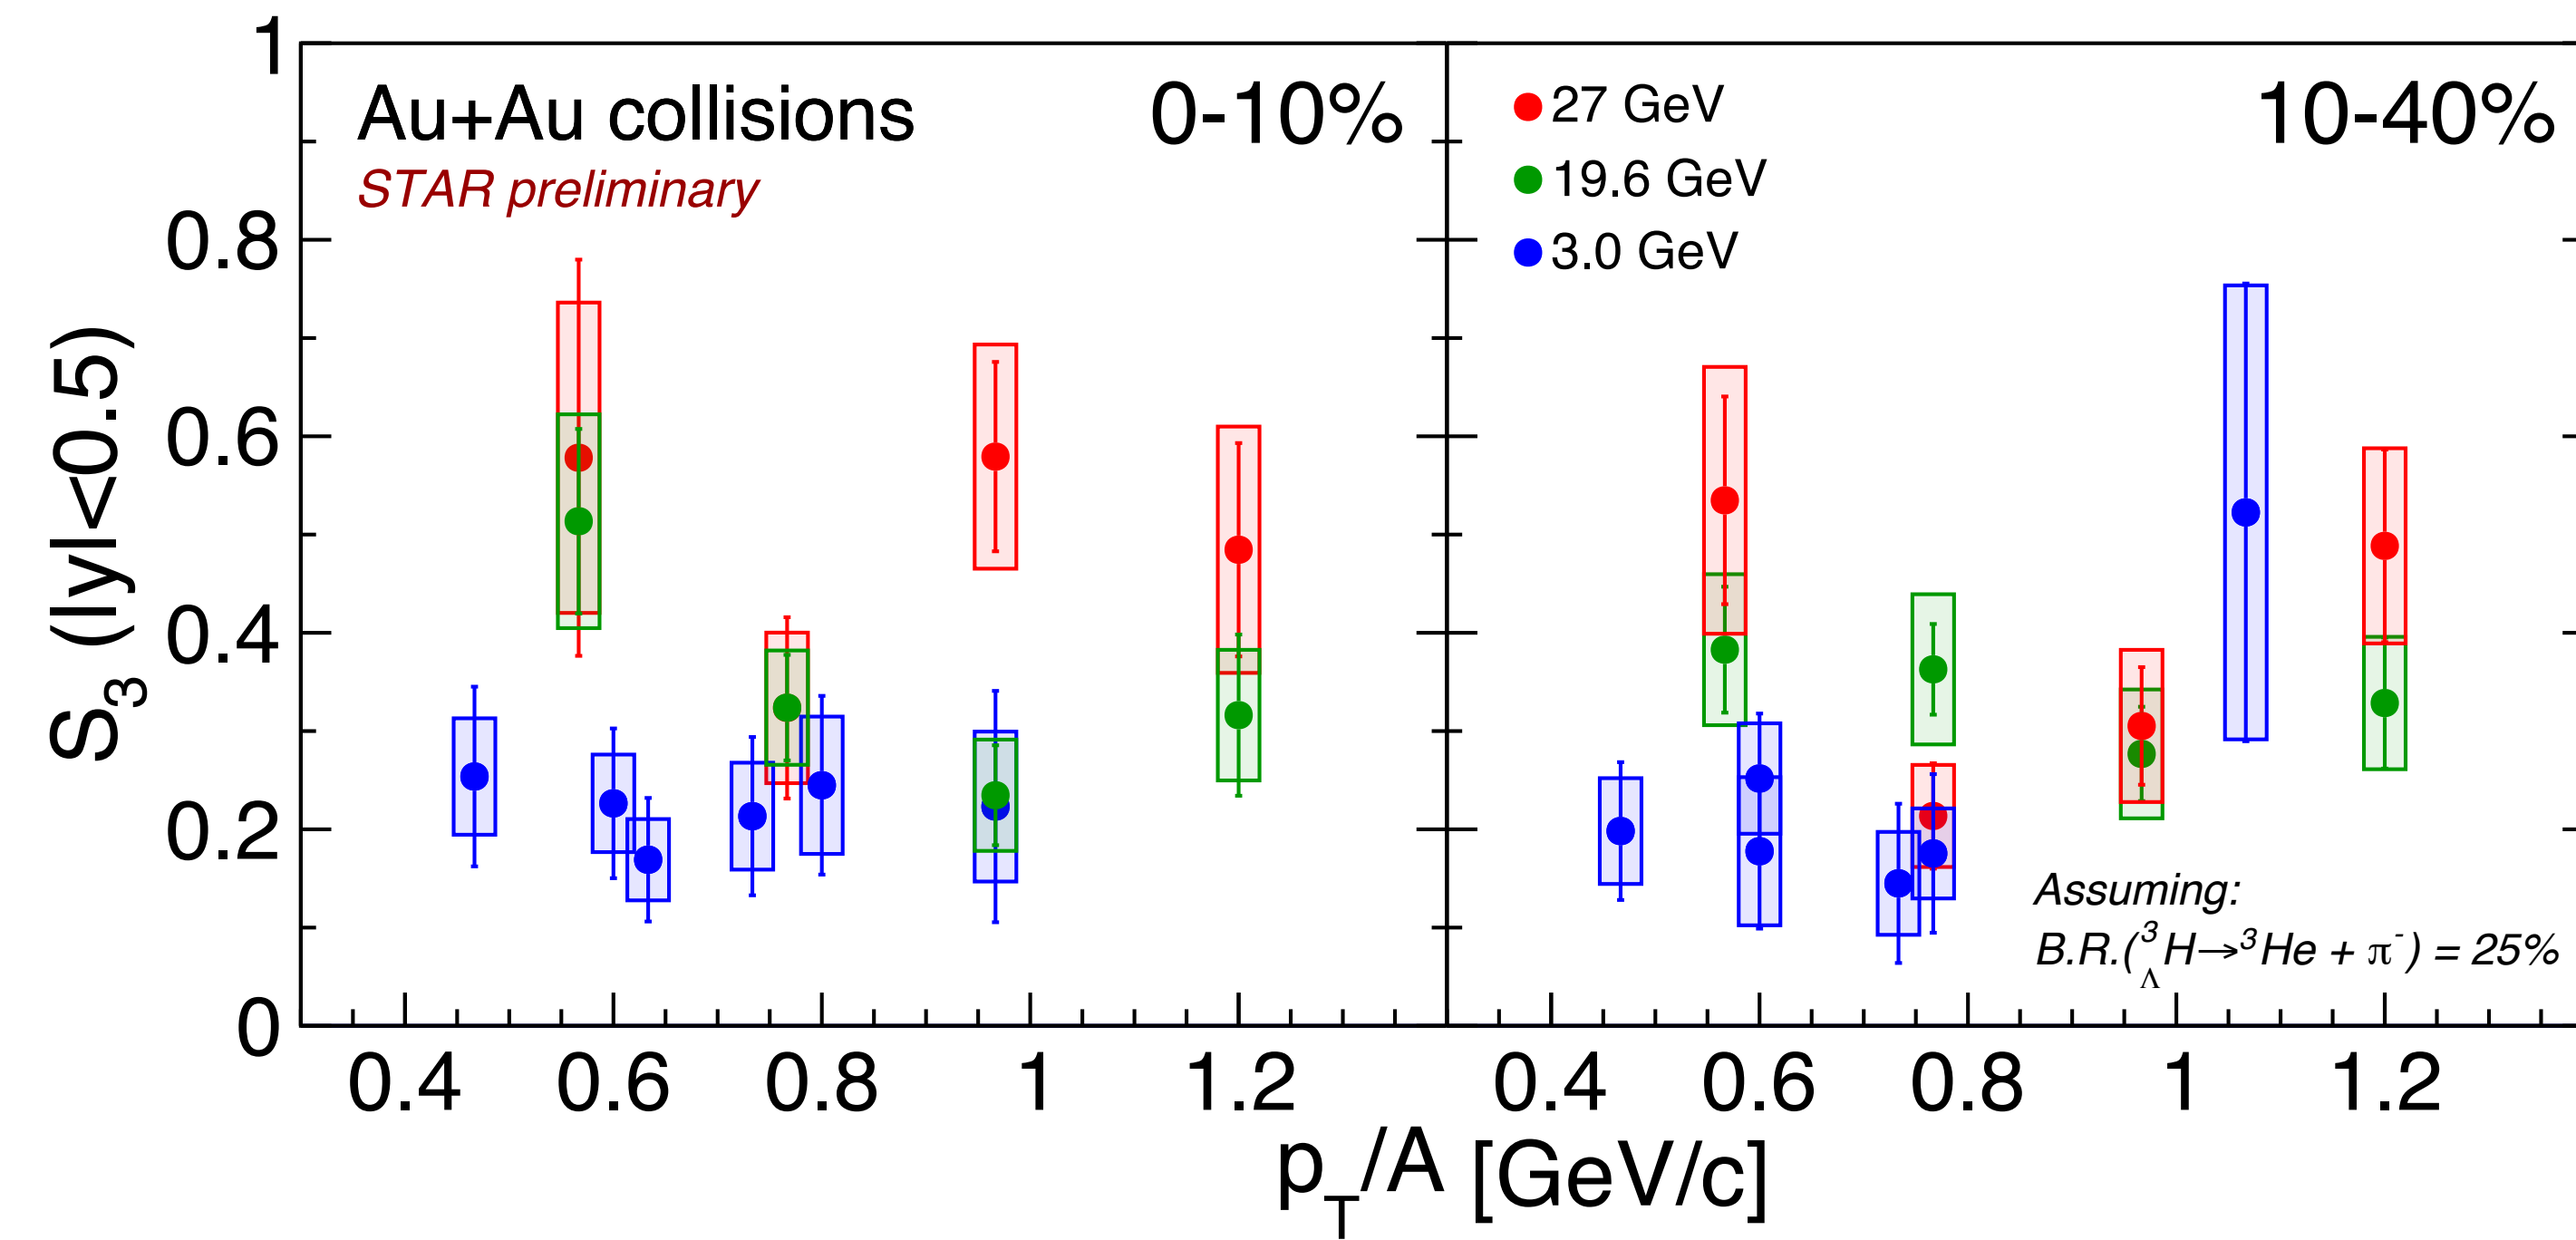 1
0.8
0.6
0.4
0.2
0
S₃ (|y|<0.5)
Au+Au collisions
STAR preliminary
0-10%
27 GeV
19.6 GeV
3.0 GeV
10-40%
Assuming:
B.R.(³ΛH→³He + π⁻) = 25%
0.4 0.6 0.8 1 1.2
0.4 0.6 0.8 1 1.2
pT/A [GeV/c]